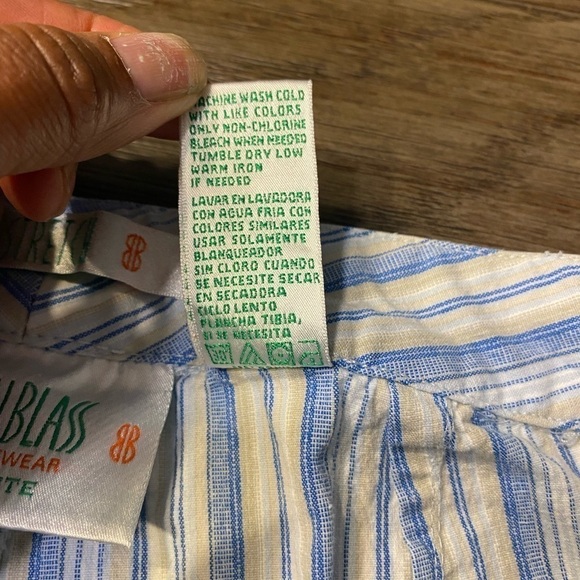 MACHINE WASH COLD
WITH LIKE COLORS
ONLY NON-CHLORINE
BLEACH WHEN NEEDED
TUMBLE DRY LOW
WARM IRON
IF NEEDED
LAVAR EN LAVADORA
CON AGUA FRIA CON
COLORES SIMILARES
USAR SOLAMENTE
BLANQUEADOR
SIN CLORO CUANDO
SE NECESITE SECAR
EN SECADORA
CICLO LENTO
PLANCHA TIBIA,
SI SE NECESITA
BB
BLASS
BB